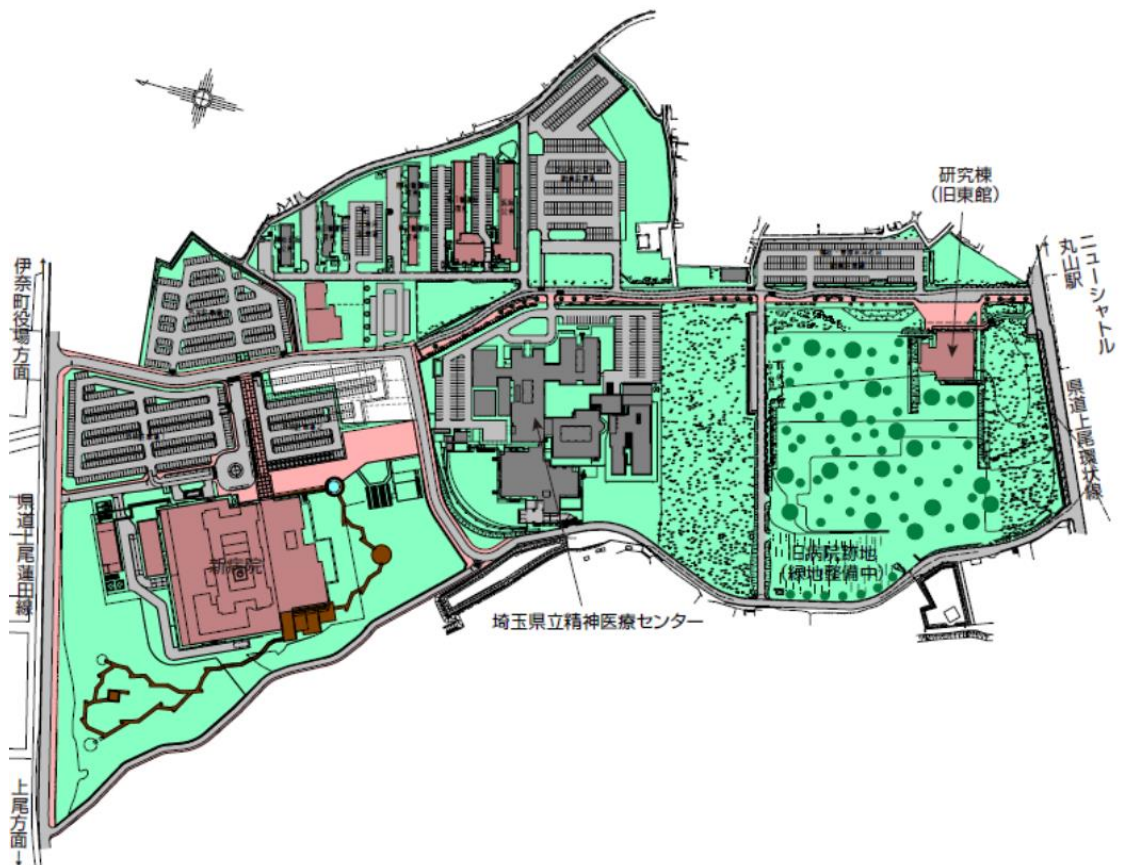 研究棟
(旧東館)
ニューシャトル
丸山駅
伊奈町役場方面
県道上尾環状線
県道上尾蓮田線
新病院
旧病院跡地
(緑地整備中)
埼玉県立精神医療センター
上尾方面